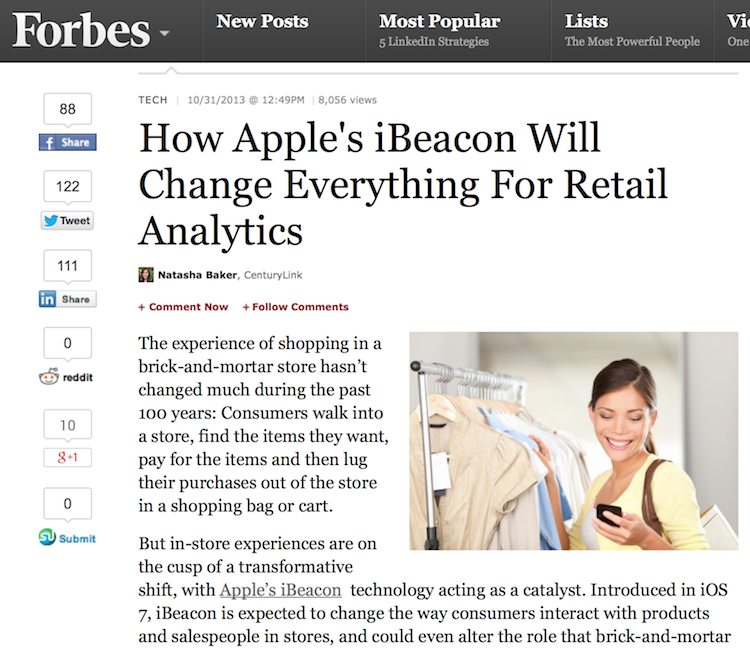 Forbes
New Posts
Most Popular
5 LinkedIn Strategies
Lists
The Most Powerful People
Vi
One
TECH | 10/31/2013 @ 12:49PM | 8,056 views
How Apple's iBeacon Will
Change Everything For Retail
Analytics
Natasha Baker, CenturyLink
+ Comment Now + Follow Comments
88
f Share
122
Tweet
111
in Share
0
reddit
10
g+1
0
Submit
The experience of shopping in a
brick-and-mortar store hasn’t
changed much during the past
100 years: Consumers walk into
a store, find the items they want,
pay for the items and then lug
their purchases out of the store
in a shopping bag or cart.
But in-store experiences are on
the cusp of a transformative
shift, with Apple’s iBeacon technology acting as a catalyst. Introduced in iOS
7, iBeacon is expected to change the way consumers interact with products
and salespeople in stores, and could even alter the role that brick-and-mortar